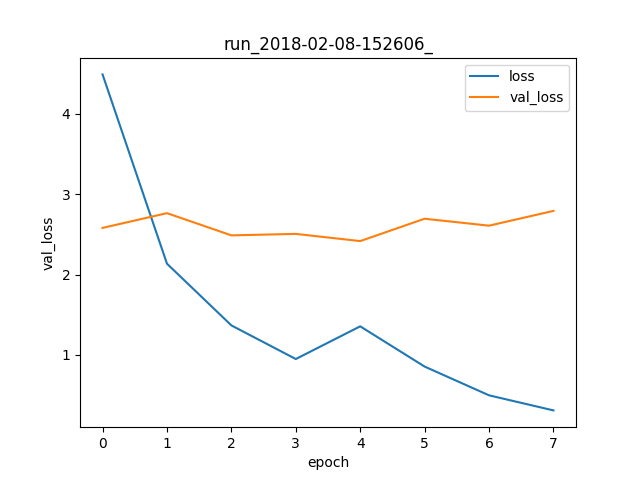 run_2018-02-08-152606_
loss
val_loss
4
3
2
1
val_loss
0 1 2 3 4 5 6 7
epoch